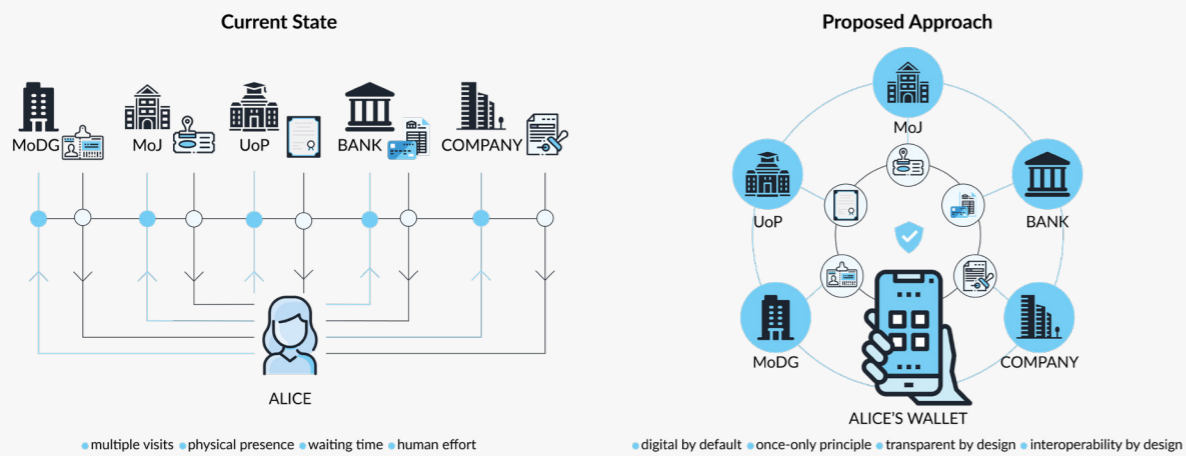 Current State
MoDG
MoJ
UoP
BANK
COMPANY
ALICE
multiple visits physical presence waiting time human effort
Proposed Approach
MoJ
UoP
BANK
MoDG
COMPANY
ALICE'S WALLET
digital by default once-only principle transparent by design interoperability by design